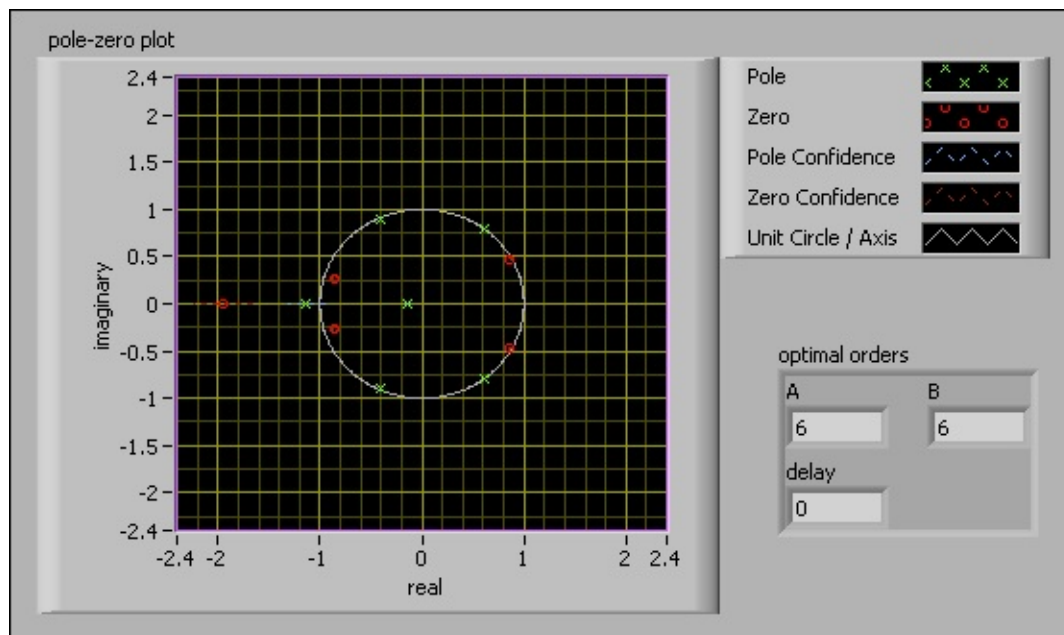 pole-zero plot
2.4
2
1.5
1
0.5
0
-0.5
-1
-1.5
-2
-2.4
imaginary
-2.4 -2 -1 0 1 2 2.4
real
Pole
Zero
Pole Confidence
Zero Confidence
Unit Circle / Axis
optimal orders
A B
6 6
delay
0